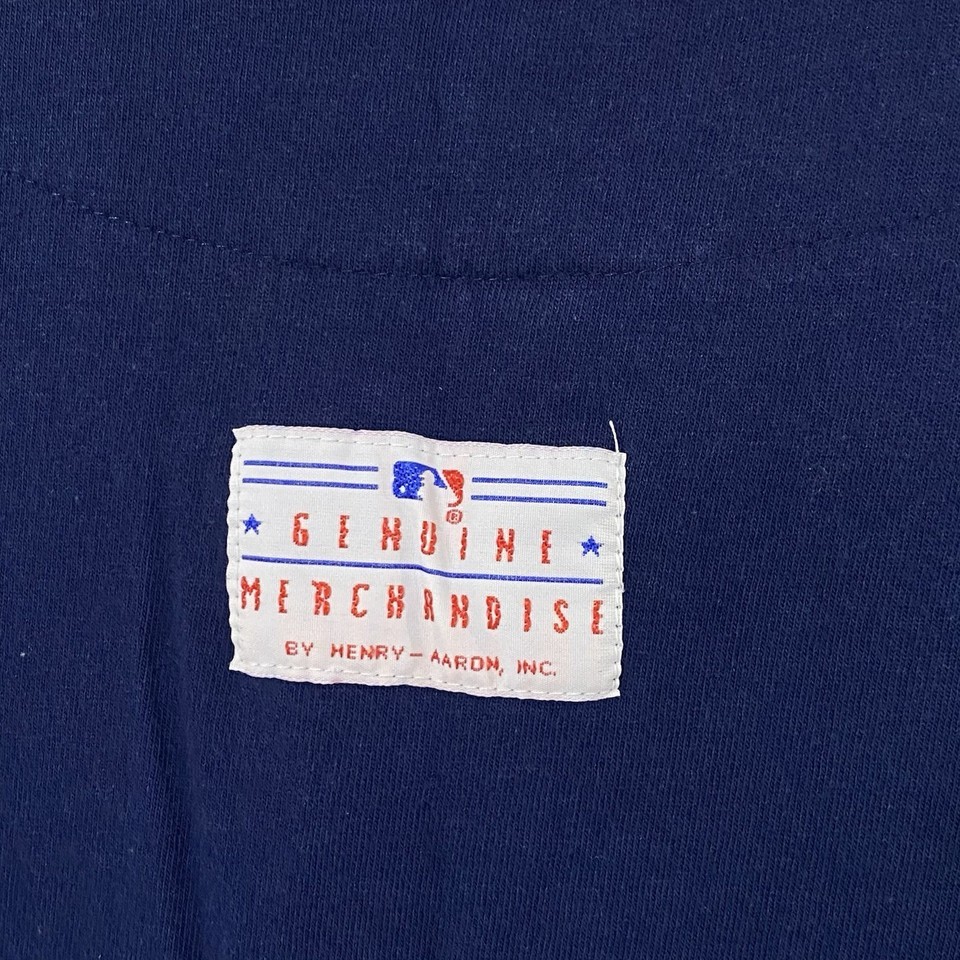 ®
GENUINE
MERCHANDISE
BY HENRY-AARON, INC.